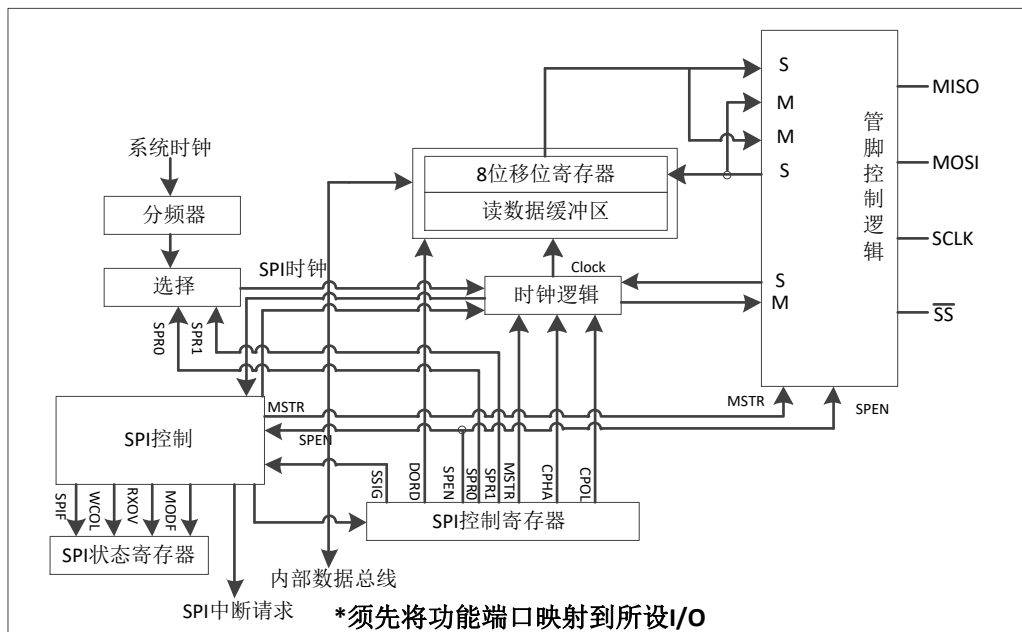 系统时钟
分频器
选择
SPI时钟
SPR0
SPR1
8位移位寄存器
读数据缓冲区
Clock
时钟逻辑
S
M
M
S
S
M
管脚控制逻辑
MISO
MOSI
SCLK
SS
MSTR
SPEN
SPI控制
MSTR
SPEN
SSIG
DORD
SPEN
SPR0
SPR1
MSTR
CPHA
CPOL
SPI控制寄存器
SPIF
WCOL
RXOV
MODF
SPI状态寄存器
内部数据总线
SPI中断请求
*须先将功能端口映射到所设I/O